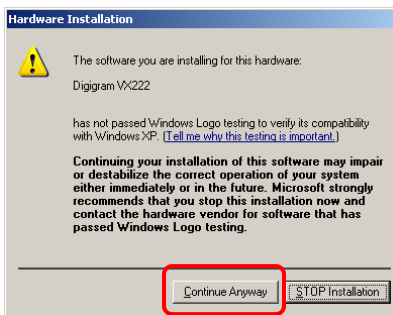 Hardware Installation
The software you are installing for this hardware:
Digigram VX222
has not passed Windows Logo testing to verify its compatibility
with Windows XP. (Tell me why this testing is important.)
Continuing your installation of this software may impair
or destabilize the correct operation of your system
either immediately or in the future. Microsoft strongly
recommends that you stop this installation now and
contact the hardware vendor for software that has
passed Windows Logo testing.
Continue Anyway
STOP Installation